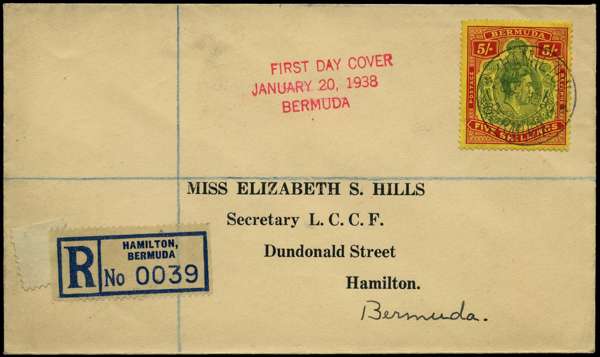 BERMUDA
5/- 5/-
POSTAGE
FIVE SHILLINGS
FIRST DAY COVER
JANUARY 20, 1938
BERMUDA
MISS ELIZABETH S. HILLS
Secretary L. C. C. F.
Dundonald Street
Hamilton.
Bermuda.
R
HAMILTON,
BERMUDA
No 0039